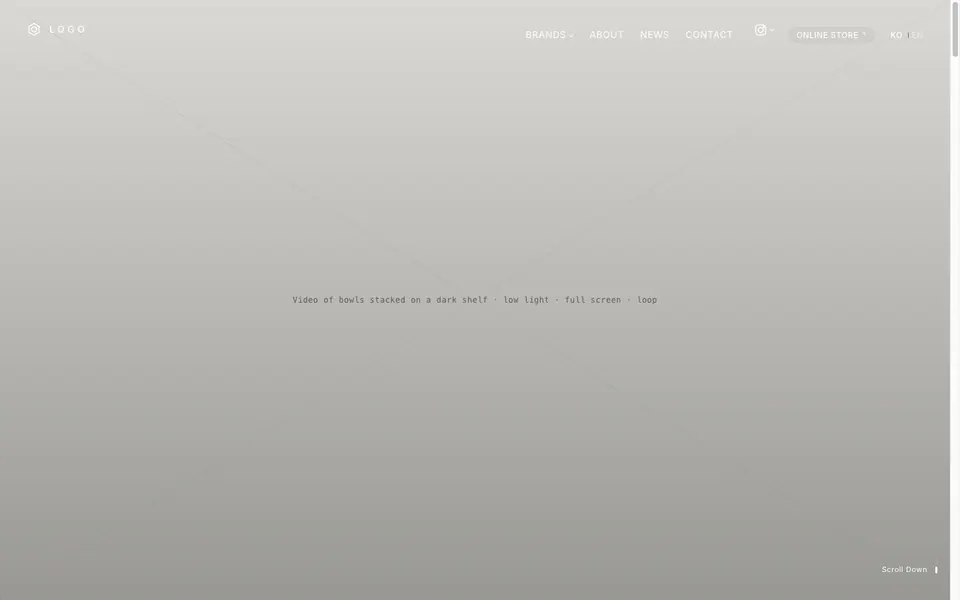 LOGO
BRANDS ABOUT NEWS CONTACT ONLINE STORE KO EN
Video of bowls stacked on a dark shelf · low light · full screen · loop
Scroll Down